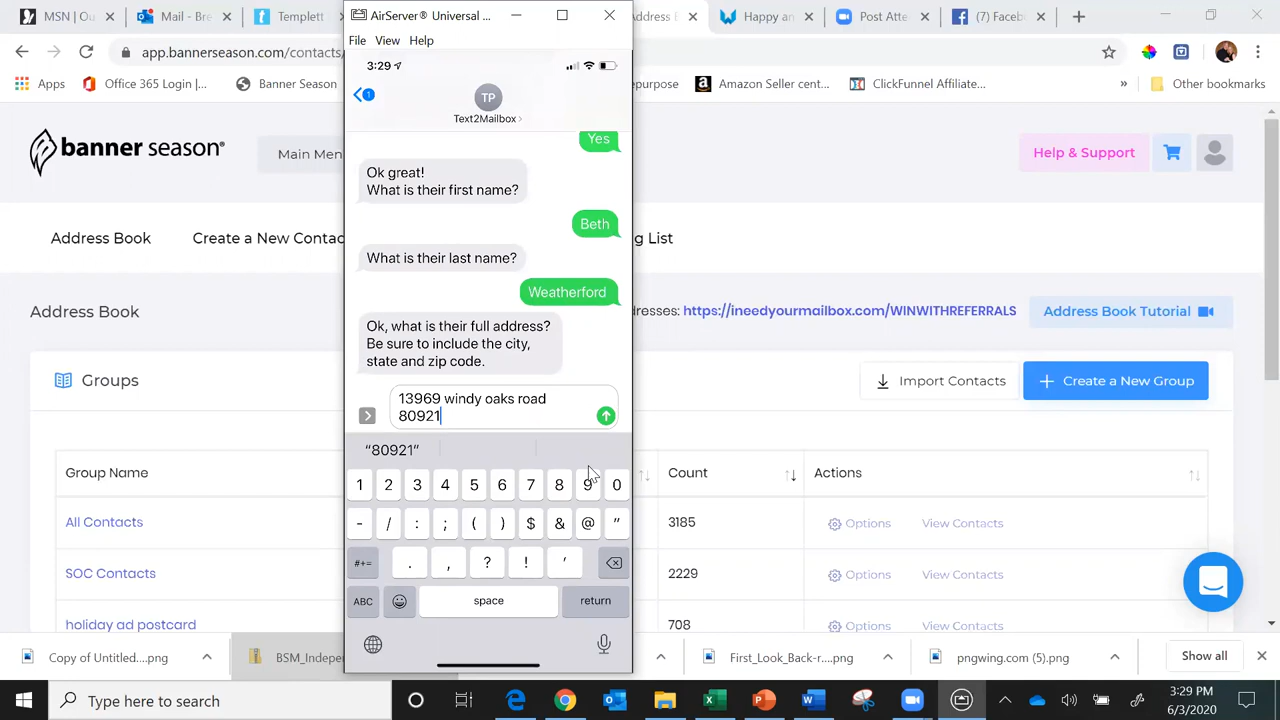 MSN | O
Mail - Bre
Templett
AirServer® Universal ...
Address B
Happy an
Post Atte
(7) Faceb
File View Help
app.bannerseason.com/contacts/
Apps
Office 365 Login |...
Banner Season
repurpose
Amazon Seller cent...
ClickFunnel Affiliate...
»
Other bookmarks
3:29
1
TP
Text2Mailbox
banner season®
Main Men
Help & Support
Yes
Ok great!
What is their first name?
Beth
What is their last name?
Weatherford
Ok, what is their full address?
Be sure to include the city,
state and zip code.
13969 windy oaks road
80921
"80921"
1 2 3 4 5 6 7 8 9 0
- / : ; ( ) $ & @ "
#+= . , ? ! '
ABC space return
Address Book
Create a New Contac
g List
Address Book
dresses: https://ineedyourmailbox.com/WINWITHREFERRALS
Address Book Tutorial
Groups
Import Contacts
+ Create a New Group
Group Name
Count
Actions
All Contacts
3185
Options
View Contacts
SOC Contacts
2229
Options
View Contacts
holiday ad postcard
708
Options
View Contacts
Copy of Untitled....png
BSM_Indepen
First_Look_Back-r....png
pngwing.com (5).png
Show all
Type here to search
3:29 PM
6/3/2020